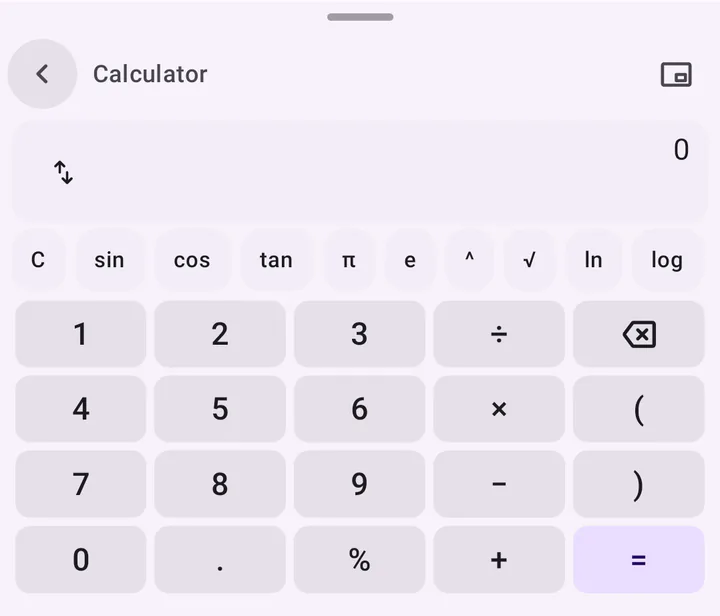 Calculator
0
C sin cos tan π e ^ √ ln log
1 2 3 ÷
4 5 6 × (
7 8 9 − )
0 . % + =